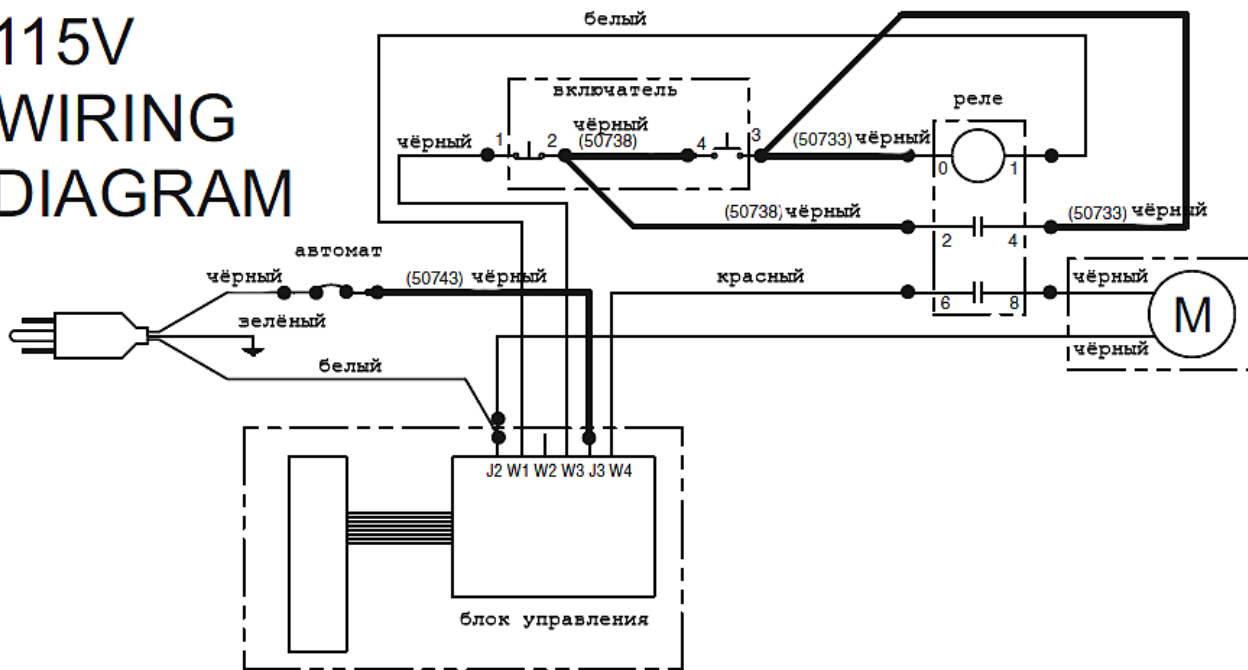 115V
WIRING
DIAGRAM
белый
включатель
реле
чёрный
1
2
чёрный
(50738)
4
3
(50733) чёрный
0
1
(50738) чёрный
2
4
(50733) чёрный
автомат
чёрный
(50743) чёрный
красный
6
8
чёрный
M
зелёный
чёрный
белый
J2 W1 W2 W3 J3 W4
блок управления